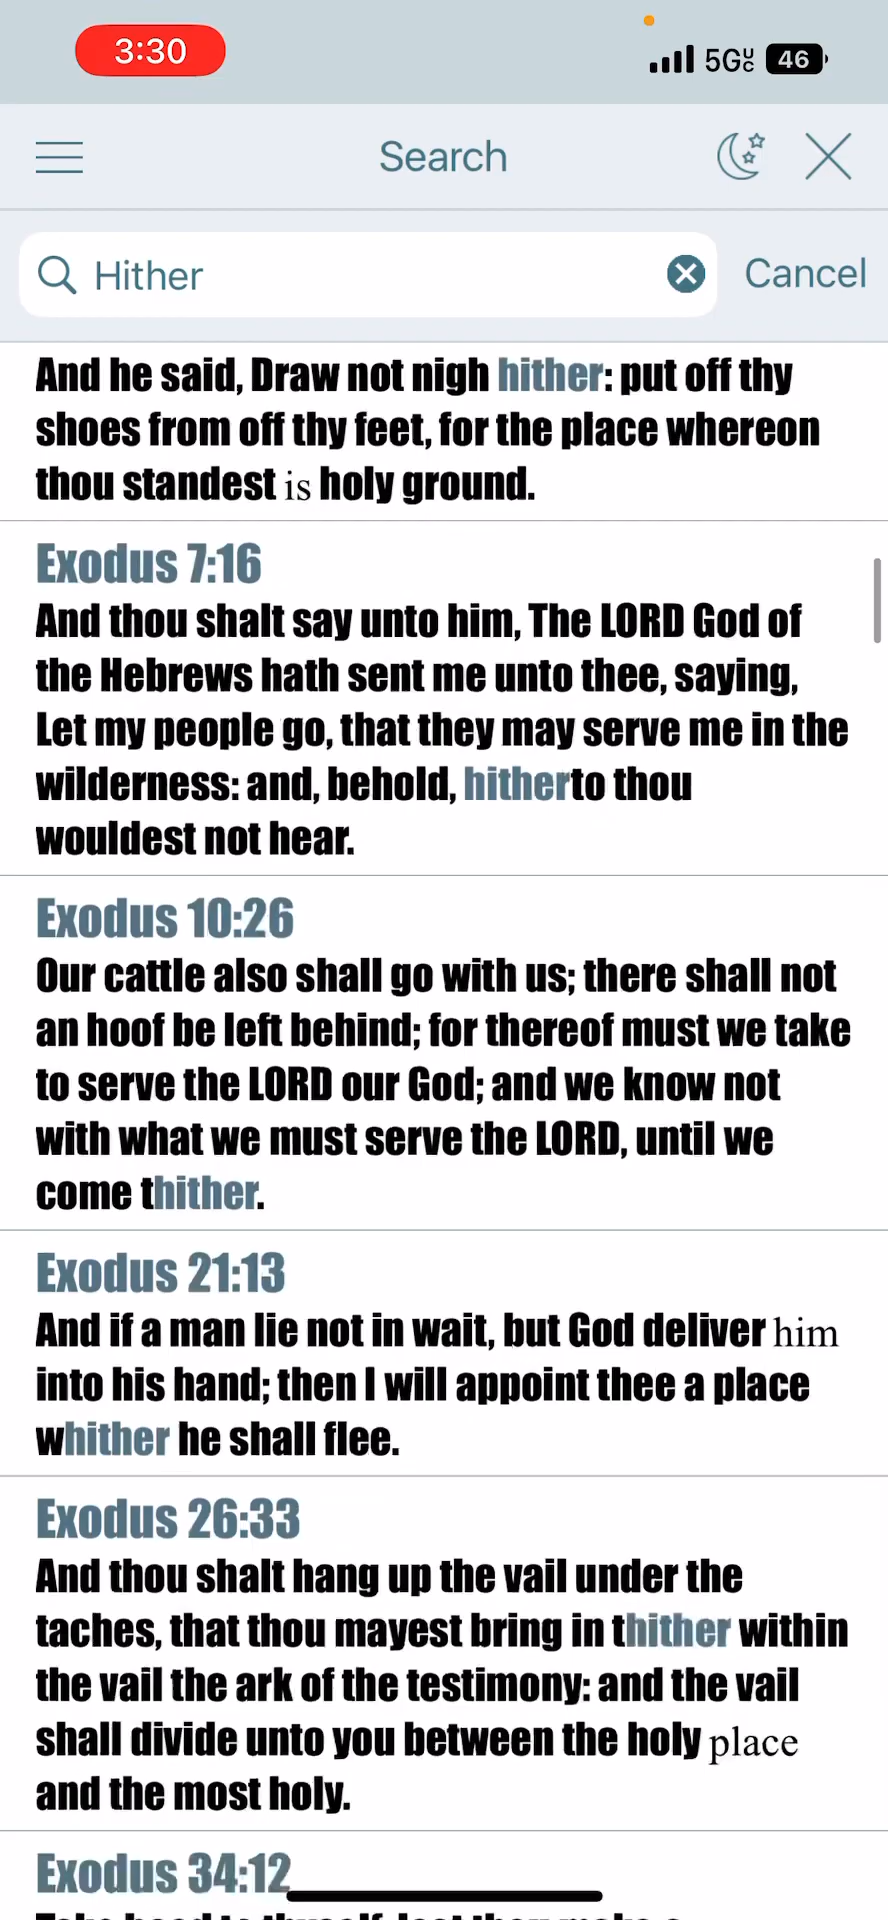 3:30
5GUC 46
Search
Hither
Cancel
And he said, Draw not nigh hither: put off thy
shoes from off thy feet, for the place whereon
thou standest is holy ground.
Exodus 7:16
And thou shalt say unto him, The LORD God of
the Hebrews hath sent me unto thee, saying,
Let my people go, that they may serve me in the
wilderness: and, behold, hitherto thou
wouldest not hear.
Exodus 10:26
Our cattle also shall go with us; there shall not
an hoof be left behind; for thereof must we take
to serve the LORD our God; and we know not
with what we must serve the LORD, until we
come thither.
Exodus 21:13
And if a man lie not in wait, but God deliver him
into his hand; then I will appoint thee a place
whither he shall flee.
Exodus 26:33
And thou shalt hang up the vail under the
taches, that thou mayest bring in thither within
the vail the ark of the testimony: and the vail
shall divide unto you between the holy place
and the most holy.
Exodus 34:12